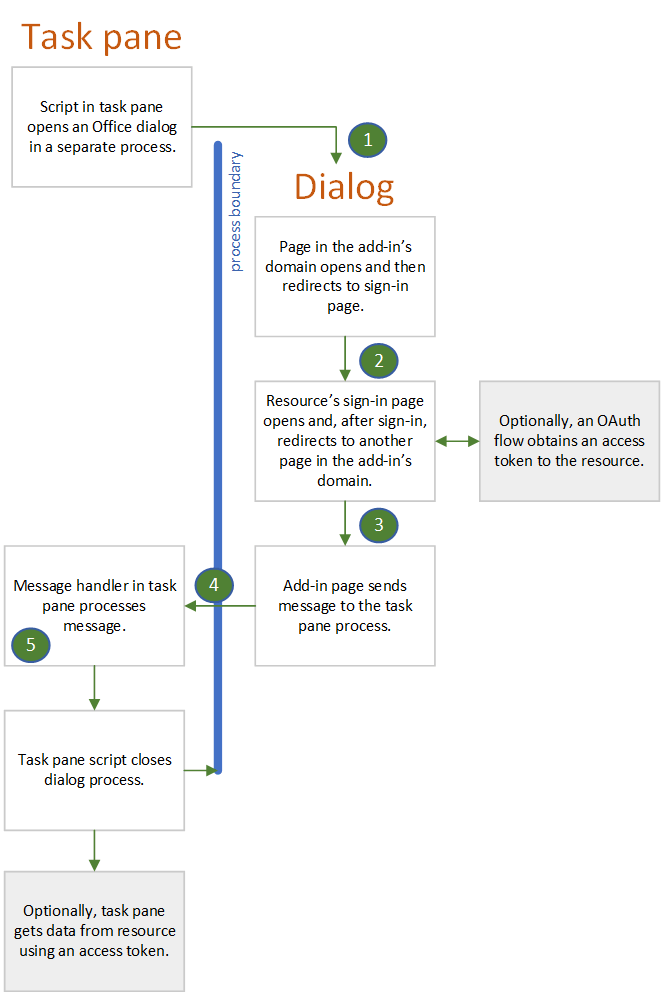 Task pane
Script in task pane
opens an Office dialog
in a separate process.
1
process boundary
Dialog
Page in the add-in’s
domain opens and then
redirects to sign-in
page.
2
Resource’s sign-in page
opens and, after sign-in,
redirects to another
page in the add-in’s
domain.
Optionally, an OAuth
flow obtains an access
token to the resource.
3
Add-in page sends
message to the task
pane process.
4
Message handler in task
pane processes
message.
5
Task pane script closes
dialog process.
Optionally, task pane
gets data from resource
using an access token.